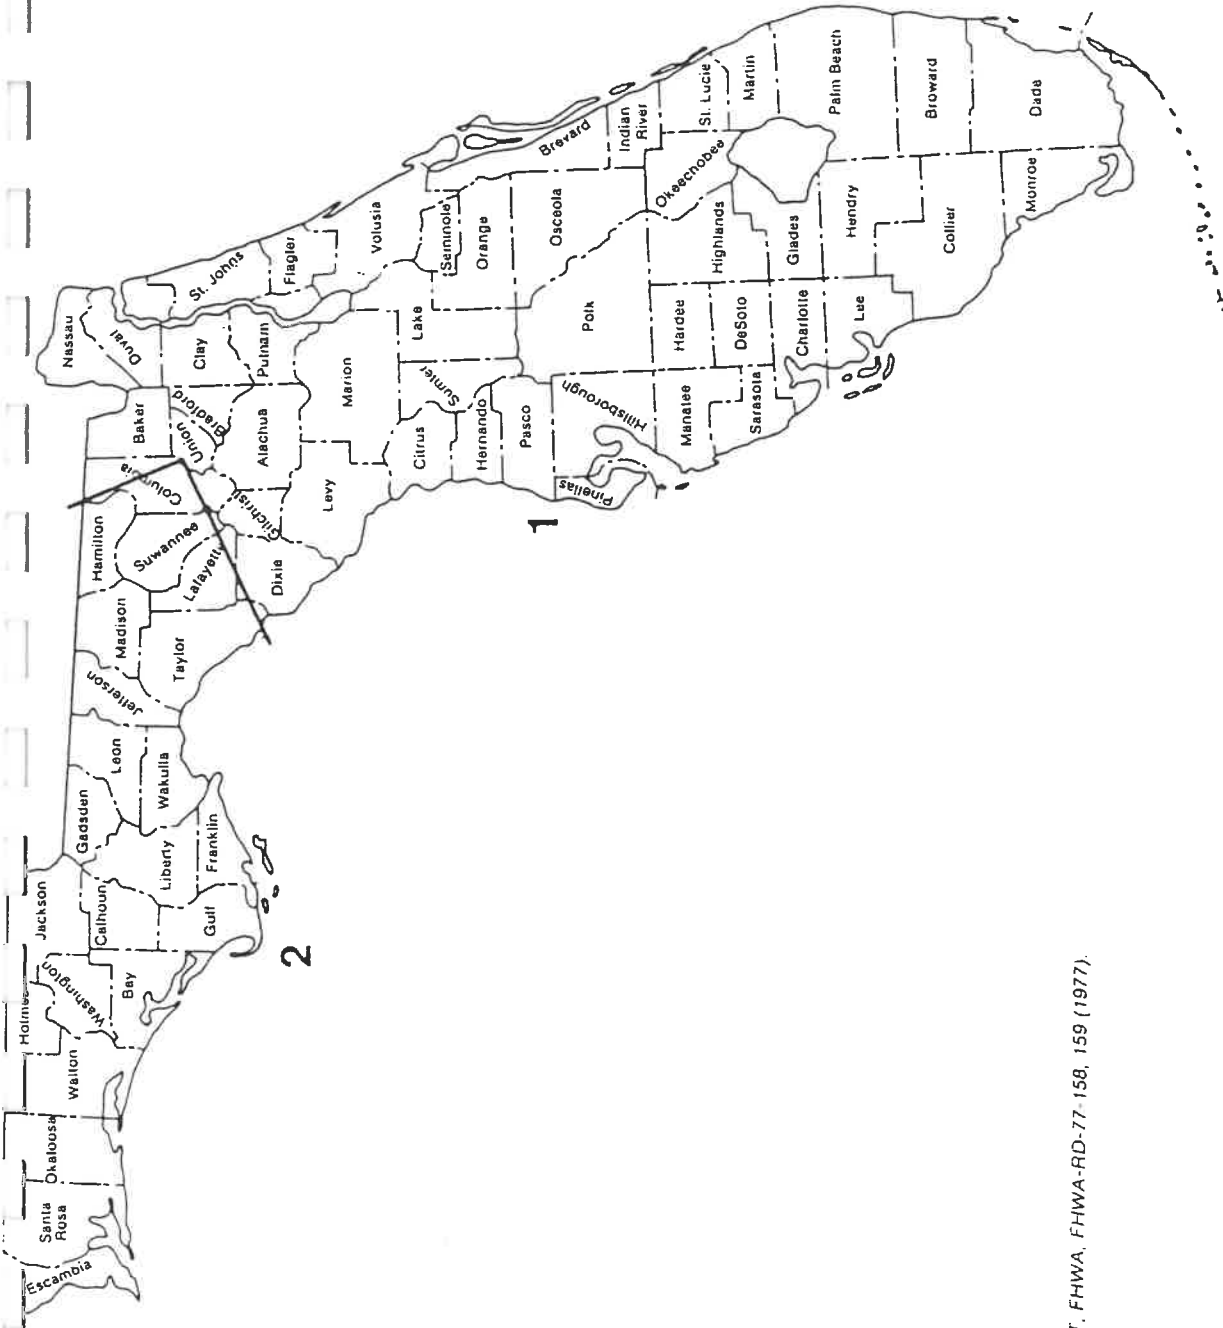 Escambia
Santa
Rosa
Okaloosa
Walton
Holmes
Washington
Bay
Jackson
Calhoun
Gulf
Gadsden
Liberty
Franklin
Leon
Wakulla
Jefferson
Madison
Taylor
Hamilton
Suwannee
Lafayette
Columbia
Dixie
Gilchrist
Baker
Union
Bradford
Alachua
Levy
Nassau
Duval
Clay
Putnam
St. Johns
Flagler
Marion
Volusia
Citrus
Sumter
Lake
Hernando
Pasco
Seminole
Orange
Osceola
Brevard
Pinellas
Hillsborough
Polk
Indian
River
Manatee
Hardee
Highlands
Okeechobee
St. Lucie
Sarasota
DeSoto
Martin
Charlotte
Glades
Lee
Hendry
Palm Beach
Collier
Broward
Monroe
Dade
1
2
T, FHWA, FHWA-RD-77-158, 159 (1977).